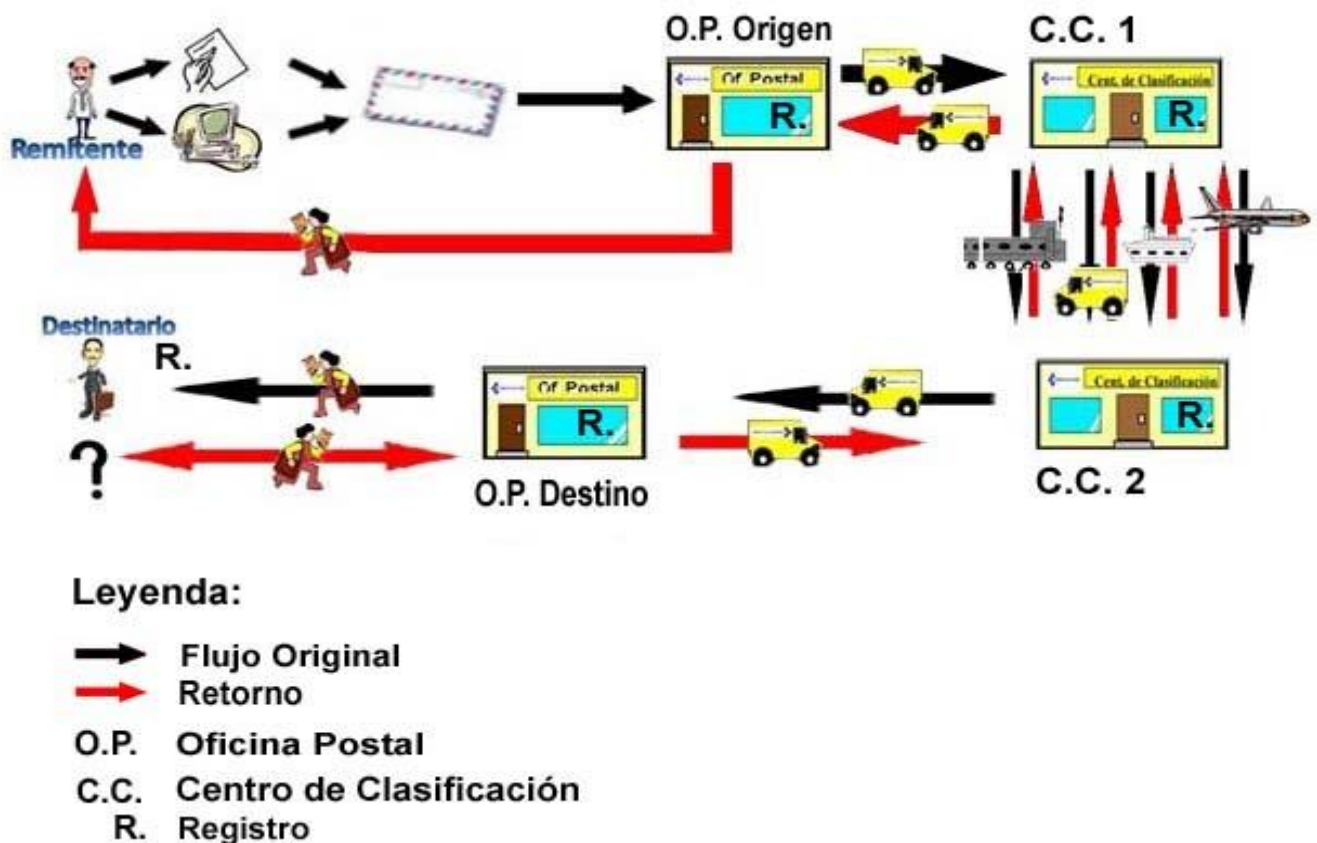 O.P. Origen
C.C. 1
Of. Postal
R.
Cent. de Clasificación
R.
Remitente
Destinatario
R.
Of. Postal
R.
Cent. de Clasificación
R.
?
O.P. Destino
C.C. 2
Leyenda:
Flujo Original
Retorno
O.P. Oficina Postal
C.C. Centro de Clasificación
R. Registro